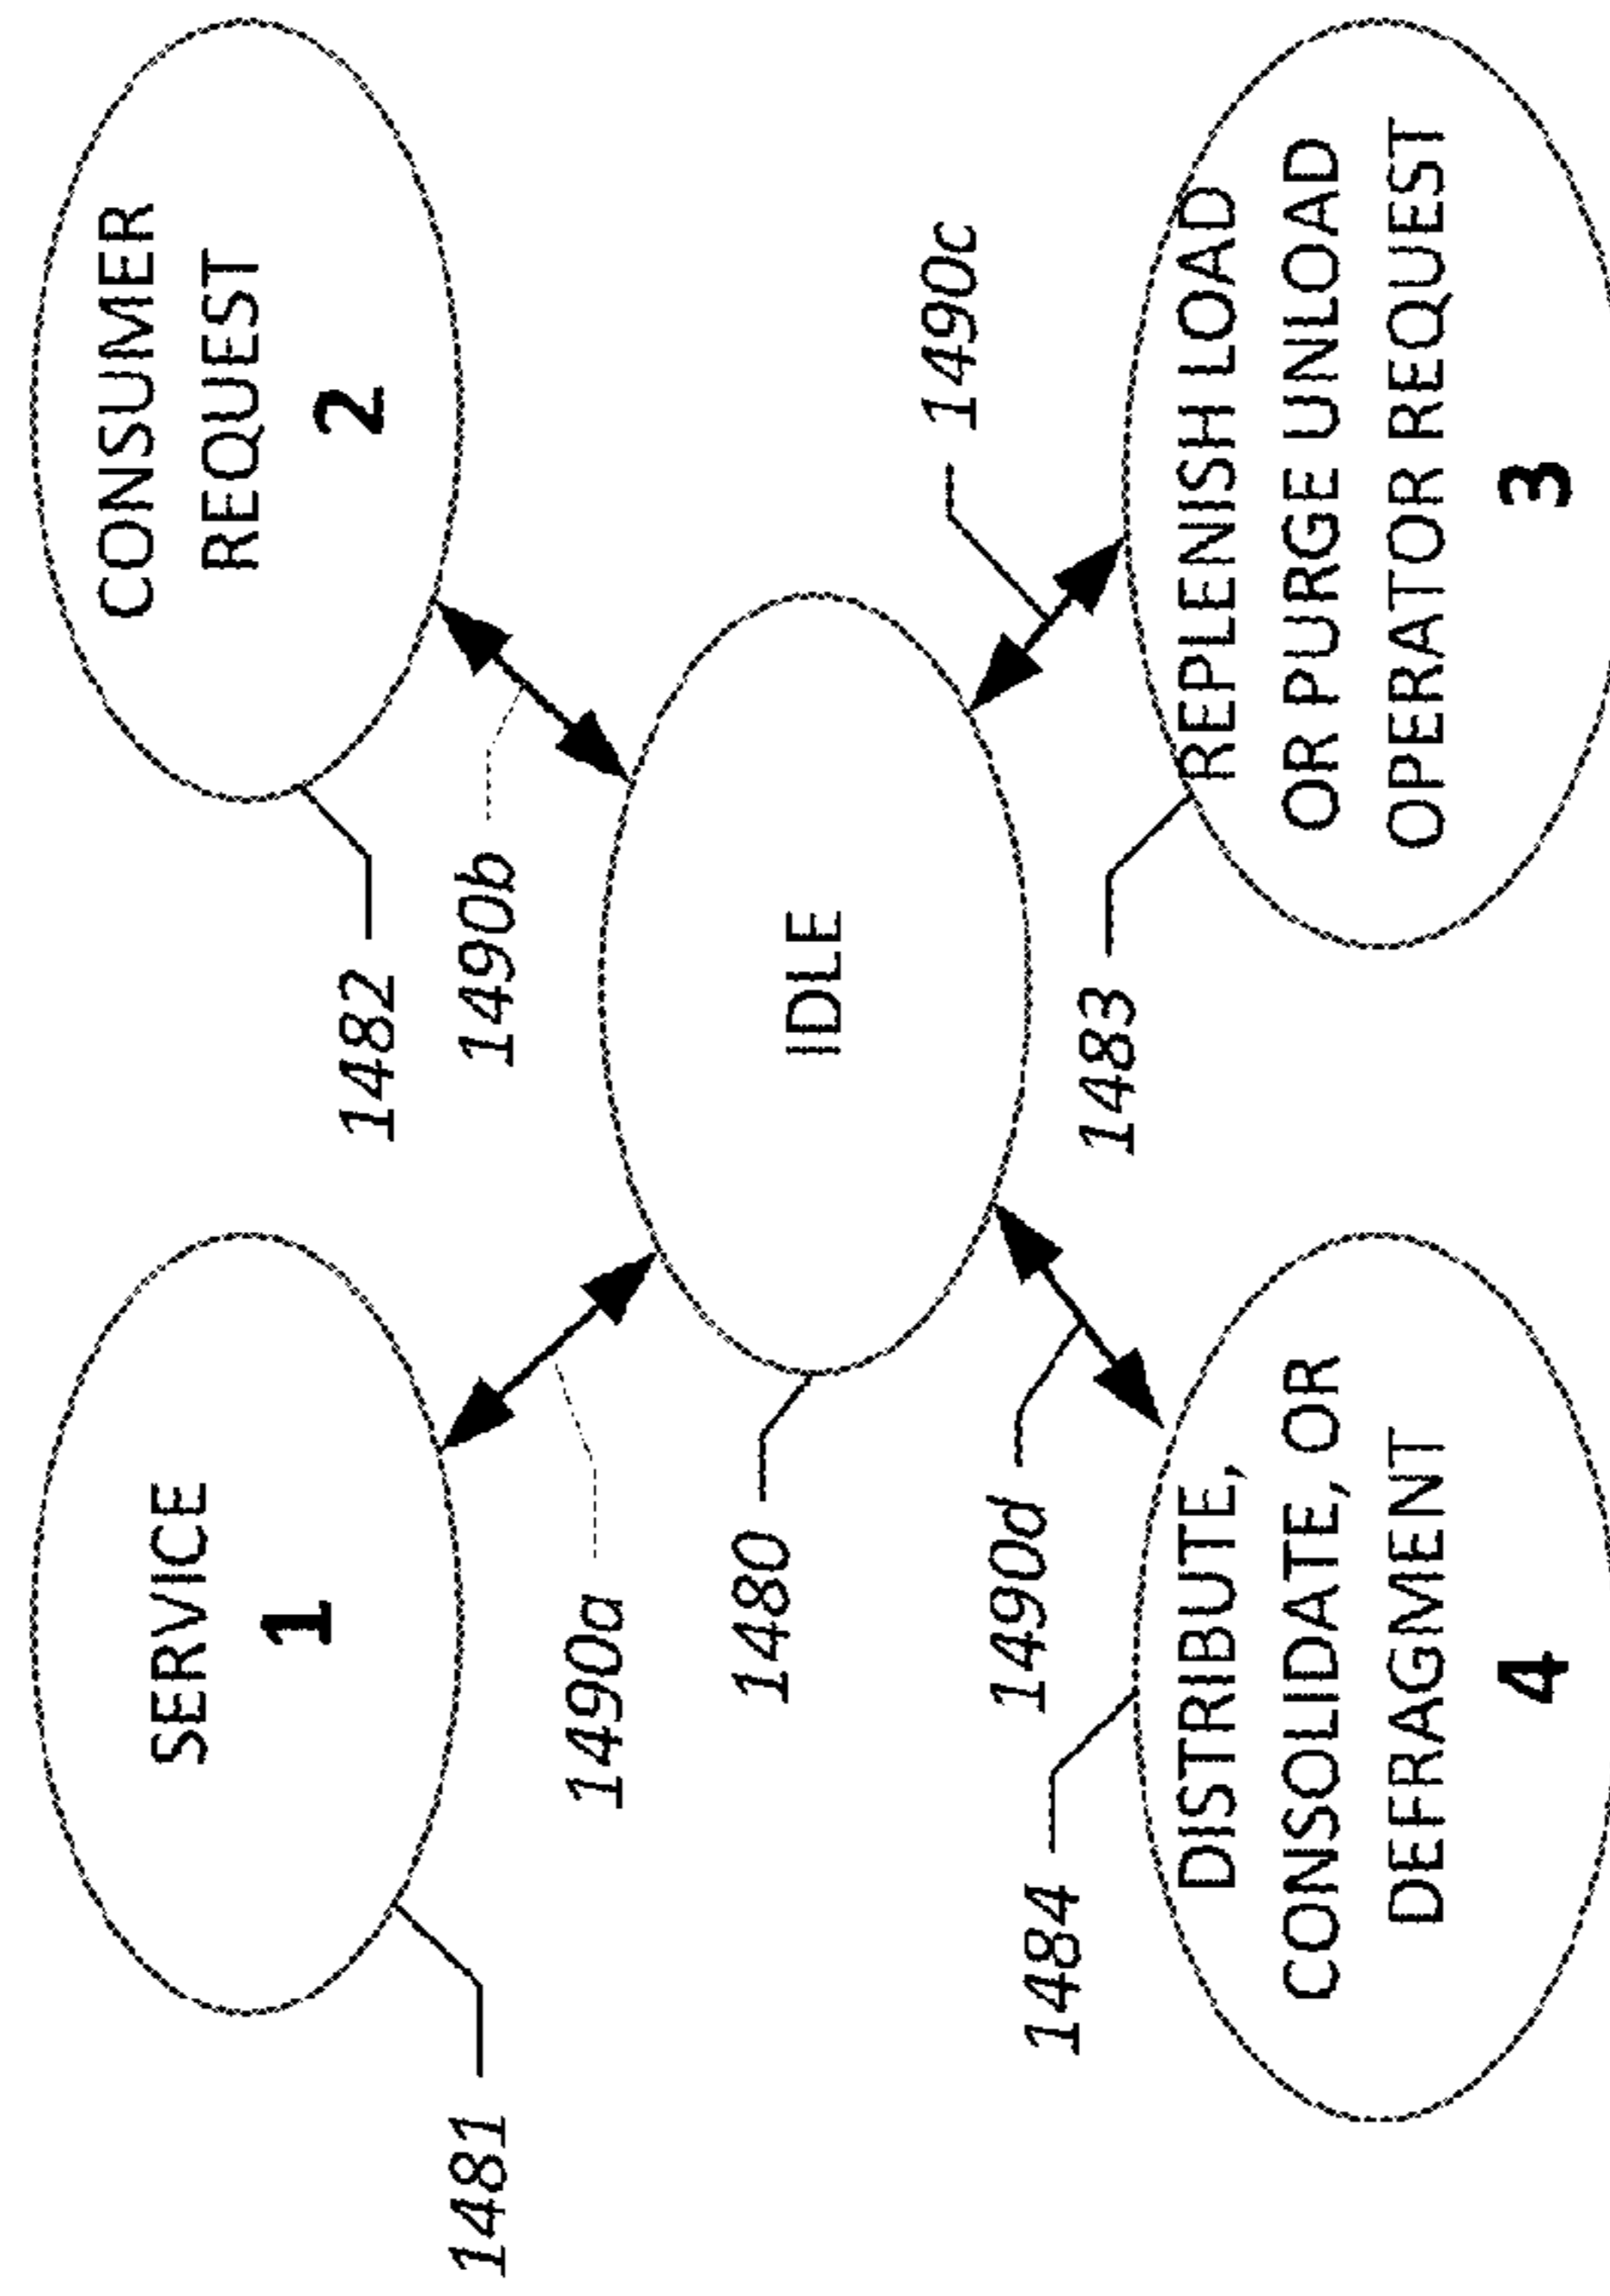 SERVICE
1
1481
1490a
CONSUMER
REQUEST
2
1482
1490b
IDLE
1480
1490d
1490c
1484
DISTRIBUTE,
CONSOLIDATE, OR
DEFRAGMENT
4
1483
REPLENISH LOAD
OR PURGE UNLOAD
OPERATOR REQUEST
3